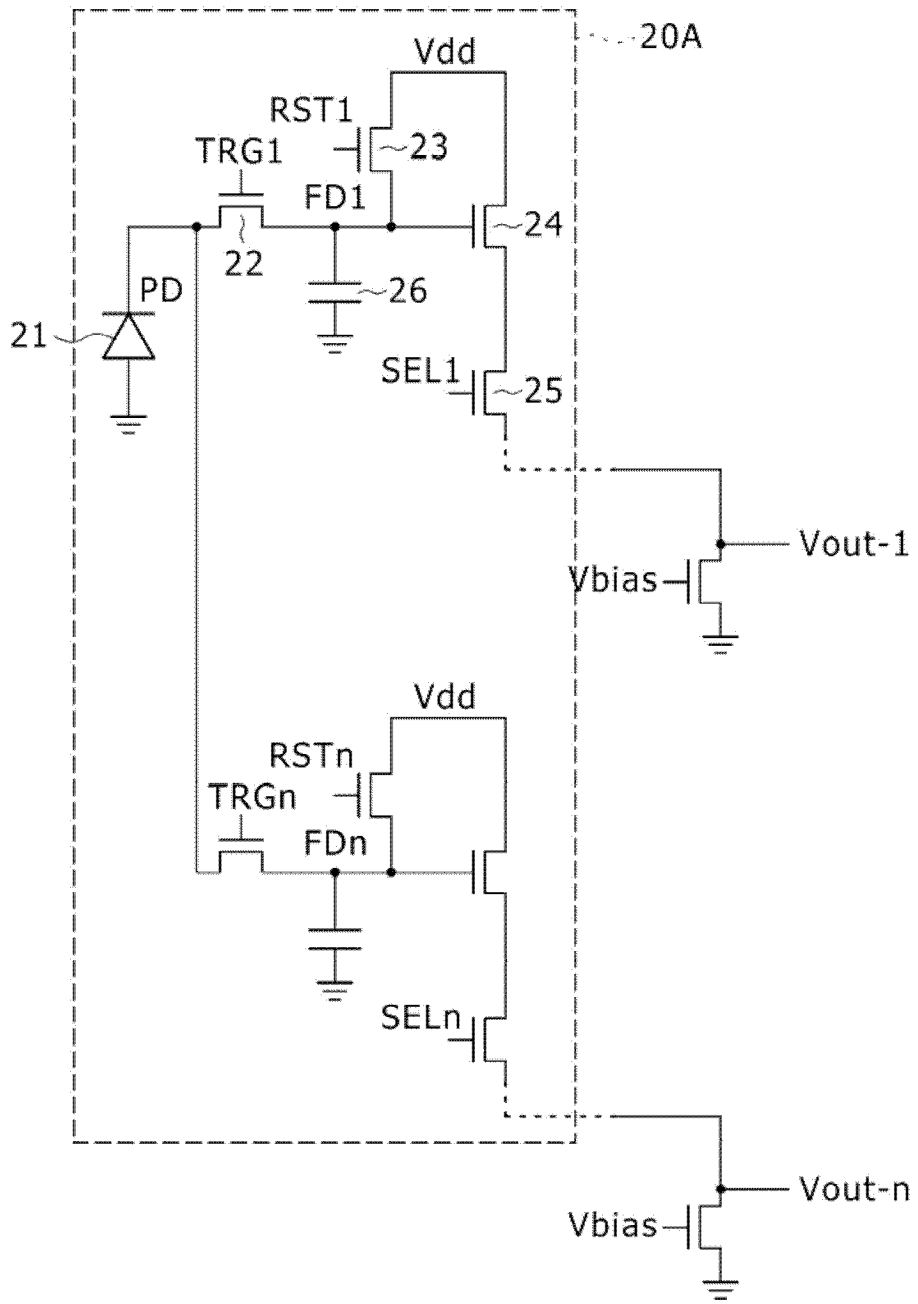 20A
Vdd
RST1
23
TRG1
FD1
24
22
PD
26
21
SEL1
25
Vout-1
Vbias
Vdd
RSTn
TRGn
FDn
SELn
Vout-n
Vbias